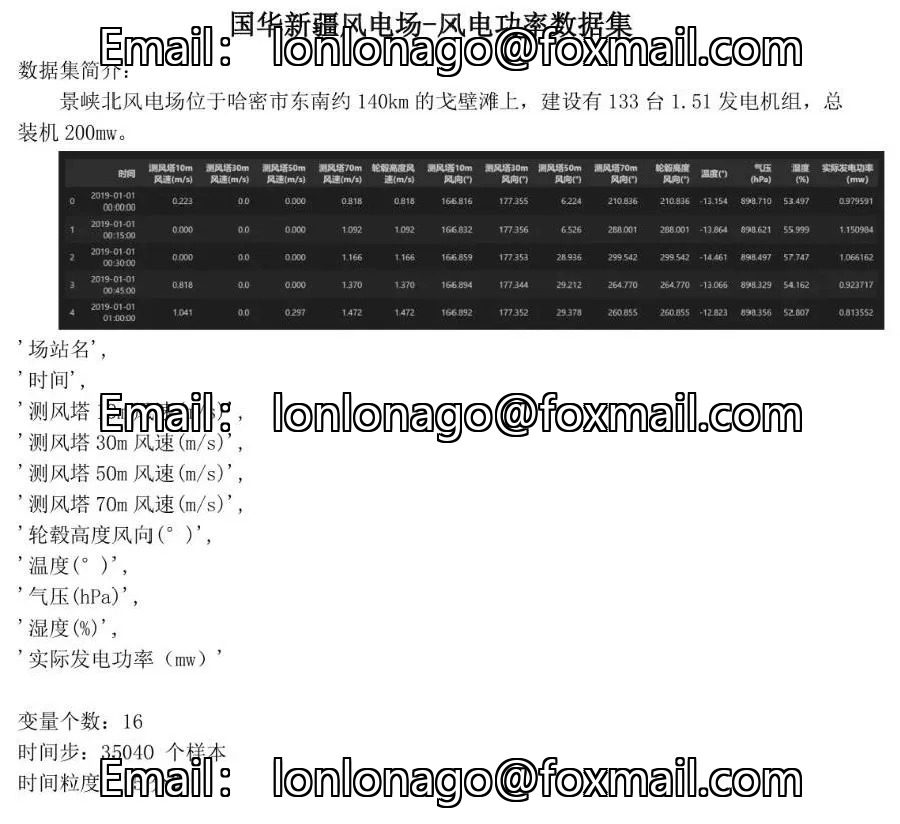 国华新疆风电场-风电功率数据集
Email: lonlonago@foxmail.com
数据集简介:
景峡北风电场位于哈密市东南约 140km 的戈壁滩上，建设有 133 台 1.51 发电机组，总
装机 200mw。
时间 测风塔10m风速(m/s) 测风塔30m风速(m/s) 测风塔50m风速(m/s) 测风塔70m风速(m/s) 轮毂高度风速(m/s) 测风塔10m风向(°) 测风塔30m风向(°) 测风塔50m风向(°) 测风塔70m风向(°) 轮毂高度风向(°) 温度(°) 气压(hPa) 湿度(%) 实际发电功率(mw)
0 2019-01-01 00:00:00 0.223 0.0 0.000 0.818 0.818 166.816 177.355 6.224 210.836 210.836 -13.154 898.710 53.497 0.979591
1 2019-01-01 00:15:00 0.000 0.0 0.000 1.092 1.092 166.832 177.356 6.526 288.001 288.001 -13.864 898.621 55.999 1.150984
2 2019-01-01 00:30:00 0.000 0.0 0.000 1.166 1.166 166.859 177.353 28.936 299.542 299.542 -14.461 898.497 57.747 1.066162
3 2019-01-01 00:45:00 0.818 0.0 0.000 1.370 1.370 166.894 177.344 29.212 264.770 264.770 -13.066 898.329 54.162 0.923717
4 2019-01-01 01:00:00 1.041 0.0 0.297 1.472 1.472 166.892 177.352 29.378 260.855 260.855 -12.823 898.356 52.807 0.813552
'场站名',
'时间',
'测风塔
Email: lonlonago@foxmail.com
'测风塔 30m 风速(m/s)',
'测风塔 50m 风速(m/s)',
'测风塔 70m 风速(m/s)',
'轮毂高度风向(°)',
'温度(°)',
'气压(hPa)',
'湿度(%)',
'实际发电功率（mw）'
变量个数：16
时间步：35040 个样本
时间粒度
Email: lonlonago@foxmail.com